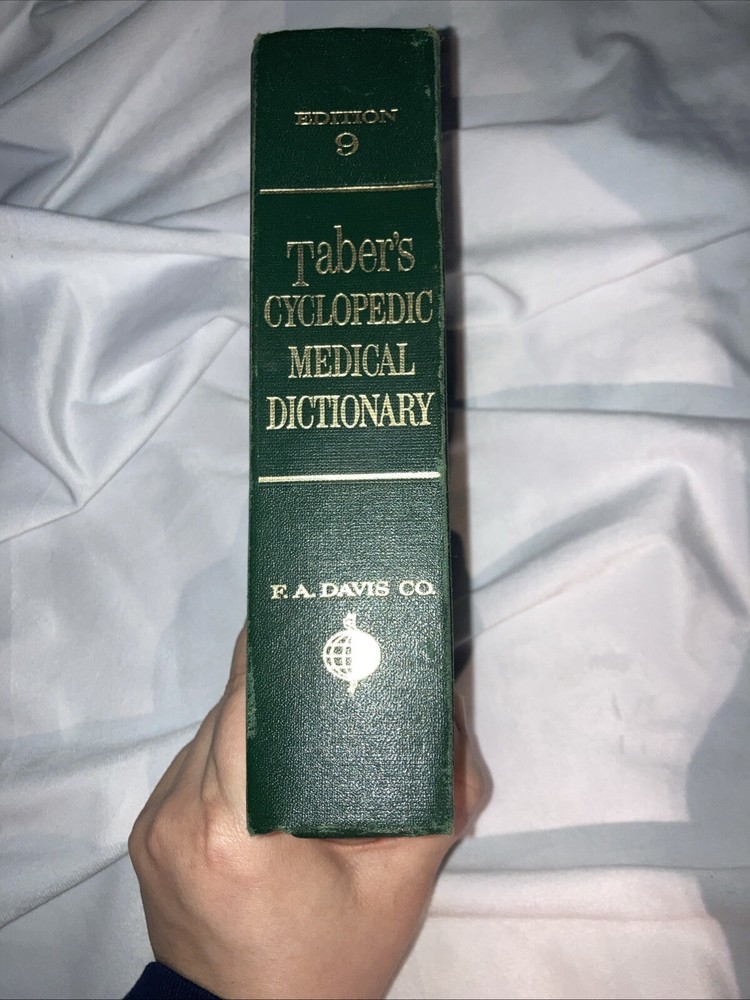 EDITION
9
Taber's
CYCLOPEDIC
MEDICAL
DICTIONARY
F. A. DAVIS CO.